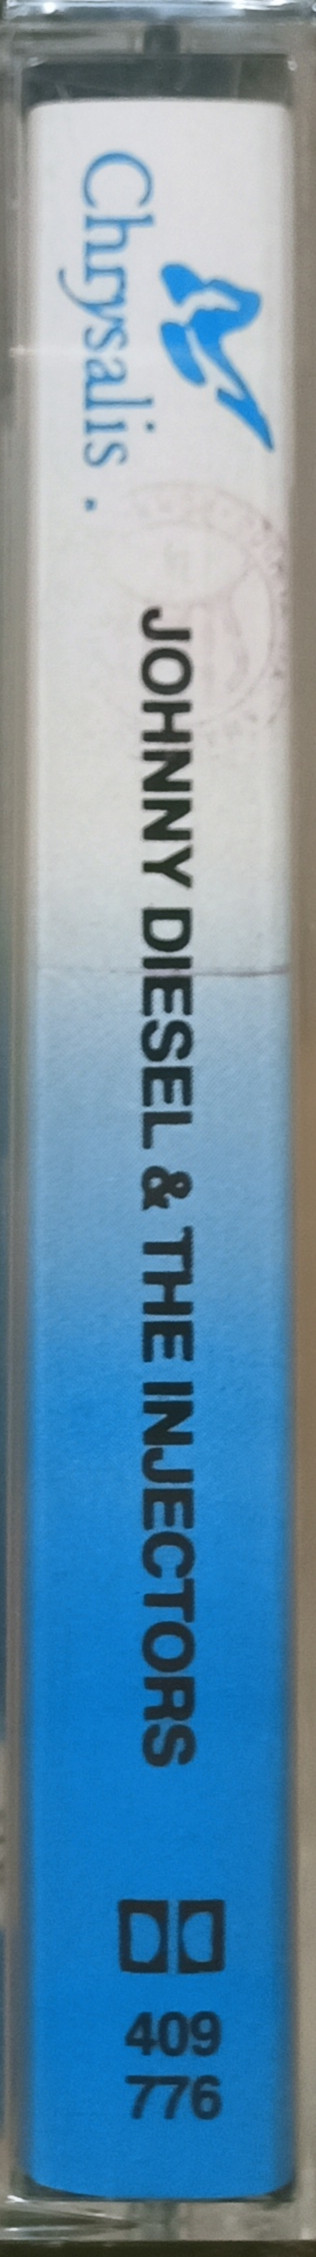 Chrysalis.
JOHNNY DIESEL & THE INJECTORS
409
776